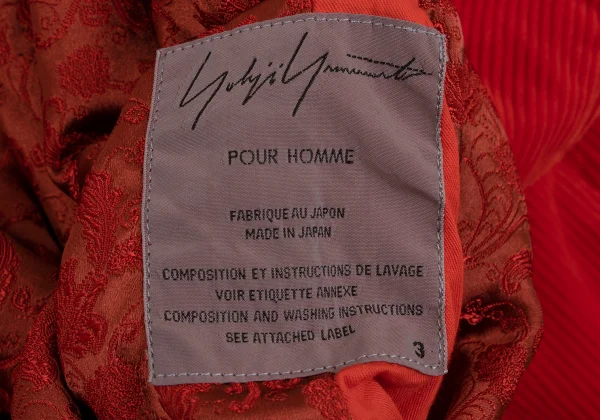 Yohji Yamamoto
POUR HOMME
FABRIQUE AU JAPON
MADE IN JAPAN
COMPOSITION ET INSTRUCTIONS DE LAVAGE
VOIR ETIQUETTE ANNEXE
COMPOSITION AND WASHING INSTRUCTIONS
SEE ATTACHED LABEL
3